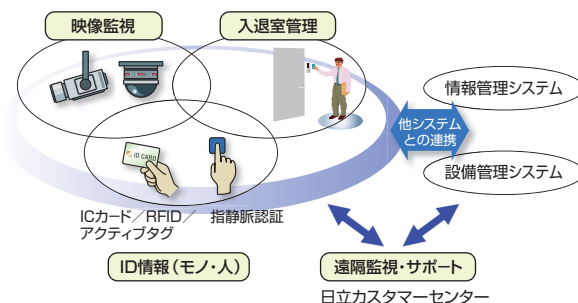 映像監視
入退室管理
情報管理システム
他システム
との連携
設備管理システム
ID CARD
ICカード／RFID／
アクティブタグ
指静脈認証
ID情報（モノ・人）
遠隔監視・サポート
日立カスタマーセンター